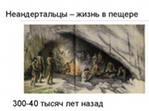 Неандертальцы – жизнь в пещере
300-40 тысяч лет назад